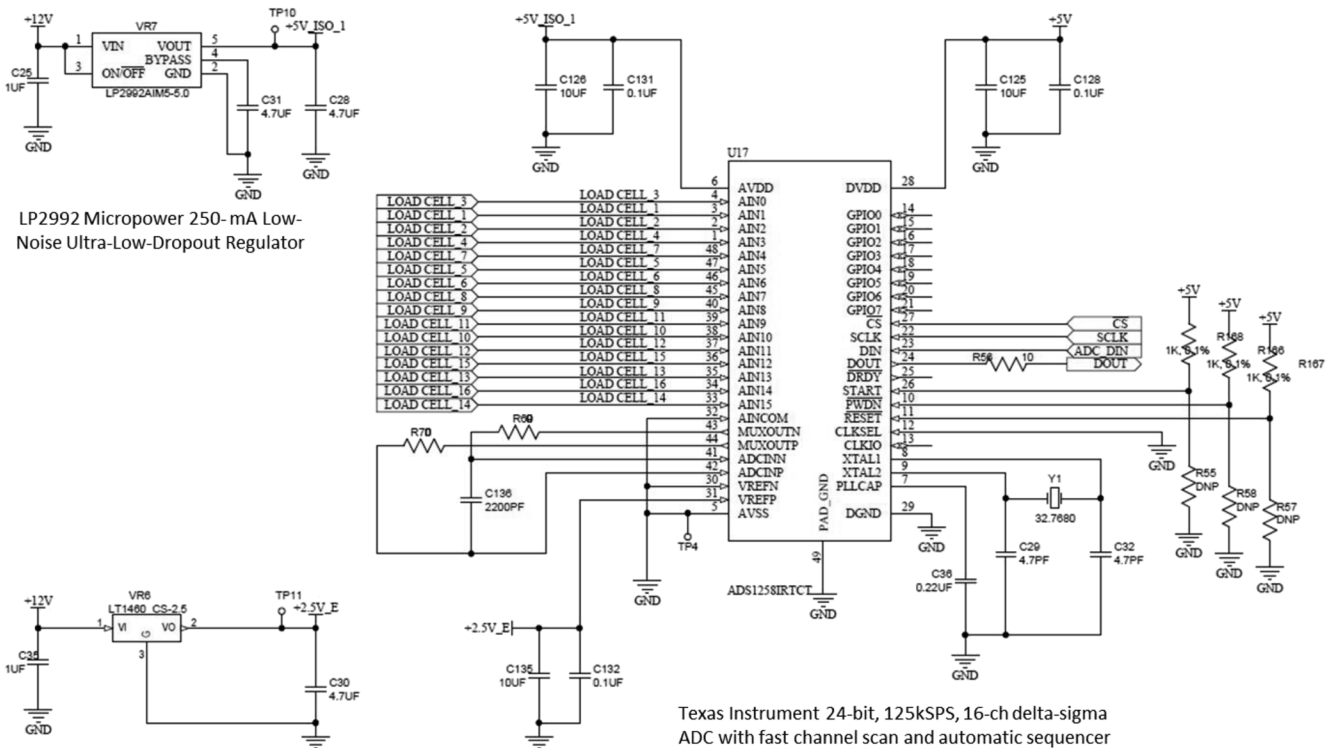 +12V
VR7
TP10
+5V_ISO_1
1
VIN
VOUT
5
BYPASS
4
3
ON/OFF
GND
2
LP2992AIM5-5.0
C25
1UF
C31
4.7UF
C28
4.7UF
GND
GND
GND
LP2992 Micropower 250- mA Low-
Noise Ultra-Low-Dropout Regulator
+5V_ISO_1
C126
10UF
C131
0.1UF
GND
+5V
C125
10UF
C128
0.1UF
GND
U17
6 AVDD
DVDD 28
LOAD CELL_3 LOAD CELL_3 4 AIN0
LOAD CELL_1 LOAD CELL_1 3 AIN1
LOAD CELL_2 LOAD CELL_2 2 AIN2
LOAD CELL_4 LOAD CELL_4 1 AIN3
LOAD CELL_7 LOAD CELL_7 48 AIN4
LOAD CELL_5 LOAD CELL_5 47 AIN5
LOAD CELL_6 LOAD CELL_6 46 AIN6
LOAD CELL_8 LOAD CELL_8 45 AIN7
LOAD CELL_9 LOAD CELL_9 40 AIN8
LOAD CELL_11 LOAD CELL_11 39 AIN9
LOAD CELL_10 LOAD CELL_10 38 AIN10
LOAD CELL_12 LOAD CELL_12 37 AIN11
LOAD CELL_15 LOAD CELL_15 36 AIN12
LOAD CELL_13 LOAD CELL_13 35 AIN13
LOAD CELL_16 LOAD CELL_16 34 AIN14
LOAD CELL_14 LOAD CELL_14 33 AIN15
32 AINCOM
43 MUXOUTN
44 MUXOUTP
41 ADCINN
42 ADCINP
30 VREFN
31 VREFP
5 AVSS
GPIO0 14
GPIO1
GPIO2
GPIO3
GPIO4
GPIO5
GPIO6 20
GPIO7
CS 27 CS
SCLK 22 SCLK
DIN 23 ADC_DIN
DOUT 24 10 DOUT
DRDY 25
START 26
PWDN 10
RESET 11
CLKSEL 12
CLKIO 13
XTAL1 8
XTAL2 9
PLLCAP 7
DGND 29
PAD_GND
49
GND
ADS1258IRTCT
C136
2200PF
TP4
GND
GND
GND
Y1
32.7680
C29
4.7PF
C32
4.7PF
C36
0.22UF
GND
+5V
+5V
+5V
R168
R166
R167
1K, 0.1%
1K, 0.1%
1K, 0.1%
R55
DNP
R58
DNP
R57
DNP
GND
GND
GND
+12V
VR6
LT1460_CS-2.5
TP11
+2.5V_E
1
VI
VO
2
G
3
C35
1UF
C30
4.7UF
GND
+2.5V_E
C135
10UF
C132
0.1UF
Texas Instrument 24-bit, 125kSPS, 16-ch delta-sigma
ADC with fast channel scan and automatic sequencer